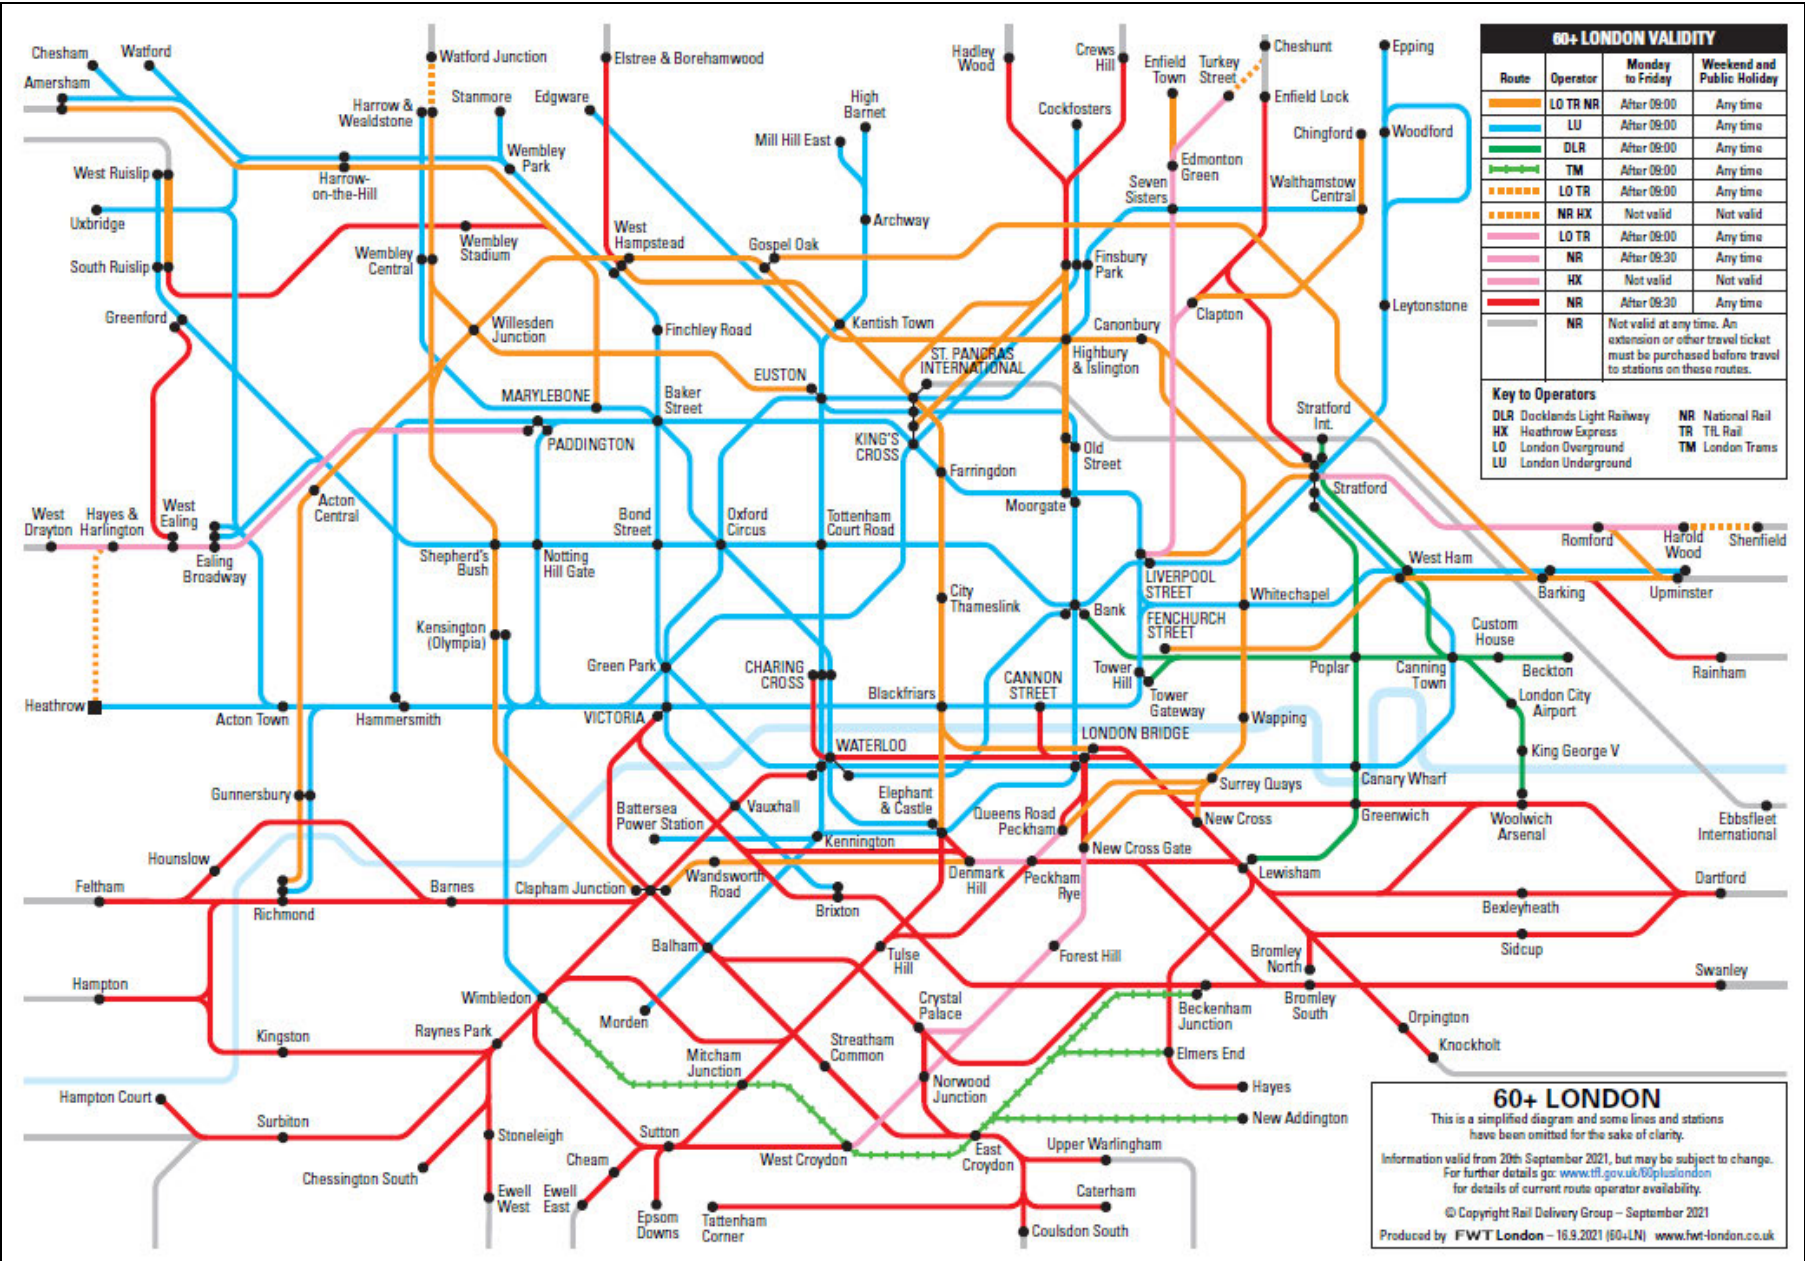 Chesham
Watford
Amersham
Watford Junction
Elstree & Borehamwood
Hadley
Wood
Crews
Hill
Enfield
Town
Turkey
Street
Cheshunt
Epping
Harrow &
Wealdstone
Stanmore
Edgware
High
Barnet
Mill Hill East
Cockfosters
Enfield Lock
Chingford
Woodford
West Ruislip
Harrow-
on-the-Hill
Wembley
Park
Edmonton
Green
Seven
Sisters
Walthamstow
Central
Uxbridge
Archway
Wembley
Stadium
West
Hampstead
Gospel Oak
South Ruislip
Wembley
Central
Finsbury
Park
Greenford
Willesden
Junction
Finchley Road
Kentish Town
Canonbury
Clapton
Leytonstone
ST. PANCRAS
INTERNATIONAL
Highbury
& Islington
EUSTON
MARYLEBONE
Baker
Street
Stratford
Int.
PADDINGTON
KING'S
CROSS
Old
Street
Farringdon
Stratford
Acton
Central
Moorgate
West
Drayton
Hayes &
Harlington
West
Ealing
Ealing
Broadway
Bond
Street
Oxford
Circus
Tottenham
Court Road
Shepherd's
Bush
Notting
Hill Gate
Romford
Harold
Wood
Shenfield
West Ham
LIVERPOOL
STREET
Whitechapel
Barking
Upminster
City
Thameslink
Bank
FENCHURCH
STREET
Kensington
(Olympia)
Custom
House
Green Park
CHARING
CROSS
CANNON
STREET
Tower
Hill
Poplar
Canning
Town
Beckton
Rainham
Heathrow
Acton Town
Hammersmith
VICTORIA
Blackfriars
Tower
Gateway
London City
Airport
Wapping
WATERLOO
LONDON BRIDGE
King George V
Gunnersbury
Canary Wharf
Surrey Quays
Battersea
Power Station
Vauxhall
Elephant
& Castle
Queens Road
Peckham
New Cross
Greenwich
Woolwich
Arsenal
Ebbsfleet
International
Kennington
New Cross Gate
Hounslow
Feltham
Barnes
Clapham Junction
Wandsworth
Road
Denmark
Hill
Peckham
Rye
Lewisham
Dartford
Richmond
Brixton
Bexleyheath
Balham
Tulse
Hill
Forest Hill
Bromley
North
Sidcup
Hampton
Wimbledon
Morden
Crystal
Palace
Beckenham
Junction
Bromley
South
Swanley
Kingston
Raynes Park
Mitcham
Junction
Streatham
Common
Orpington
Elmers End
Knockholt
Norwood
Junction
Hayes
Hampton Court
Surbiton
New Addington
Stoneleigh
Sutton
West Croydon
East
Croydon
Upper Warlingham
Chessington South
Cheam
Ewell
West
Ewell
East
Epsom
Downs
Tattenham
Corner
Caterham
Coulsdon South
60+ LONDON VALIDITY
Route Operator Monday to Friday Weekend and Public Holiday
LO TR NR After 09:00 Any time
LU After 09:00 Any time
DLR After 09:00 Any time
TM After 09:00 Any time
LO TR After 09:00 Any time
NR HX Not valid Not valid
LO TR After 09:00 Any time
NR After 09:30 Any time
HX Not valid Not valid
NR After 09:30 Any time
NR Not valid at any time. An
extension or other travel ticket
must be purchased before travel
to stations on these routes.
Key to Operators
DLR Docklands Light Railway NR National Rail
HX Heathrow Express TR TfL Rail
LO London Overground TM London Trams
LU London Underground
60+ LONDON
This is a simplified diagram and some lines and stations
have been omitted for the sake of clarity.
Information valid from 20th September 2021, but may be subject to change.
For further details go: www.tfl.gov.uk/60pluslondon
for details of current route operator availability.
© Copyright Rail Delivery Group – September 2021
Produced by FWT London – 16.9.2021 (60+LN) www.fwt-london.co.uk